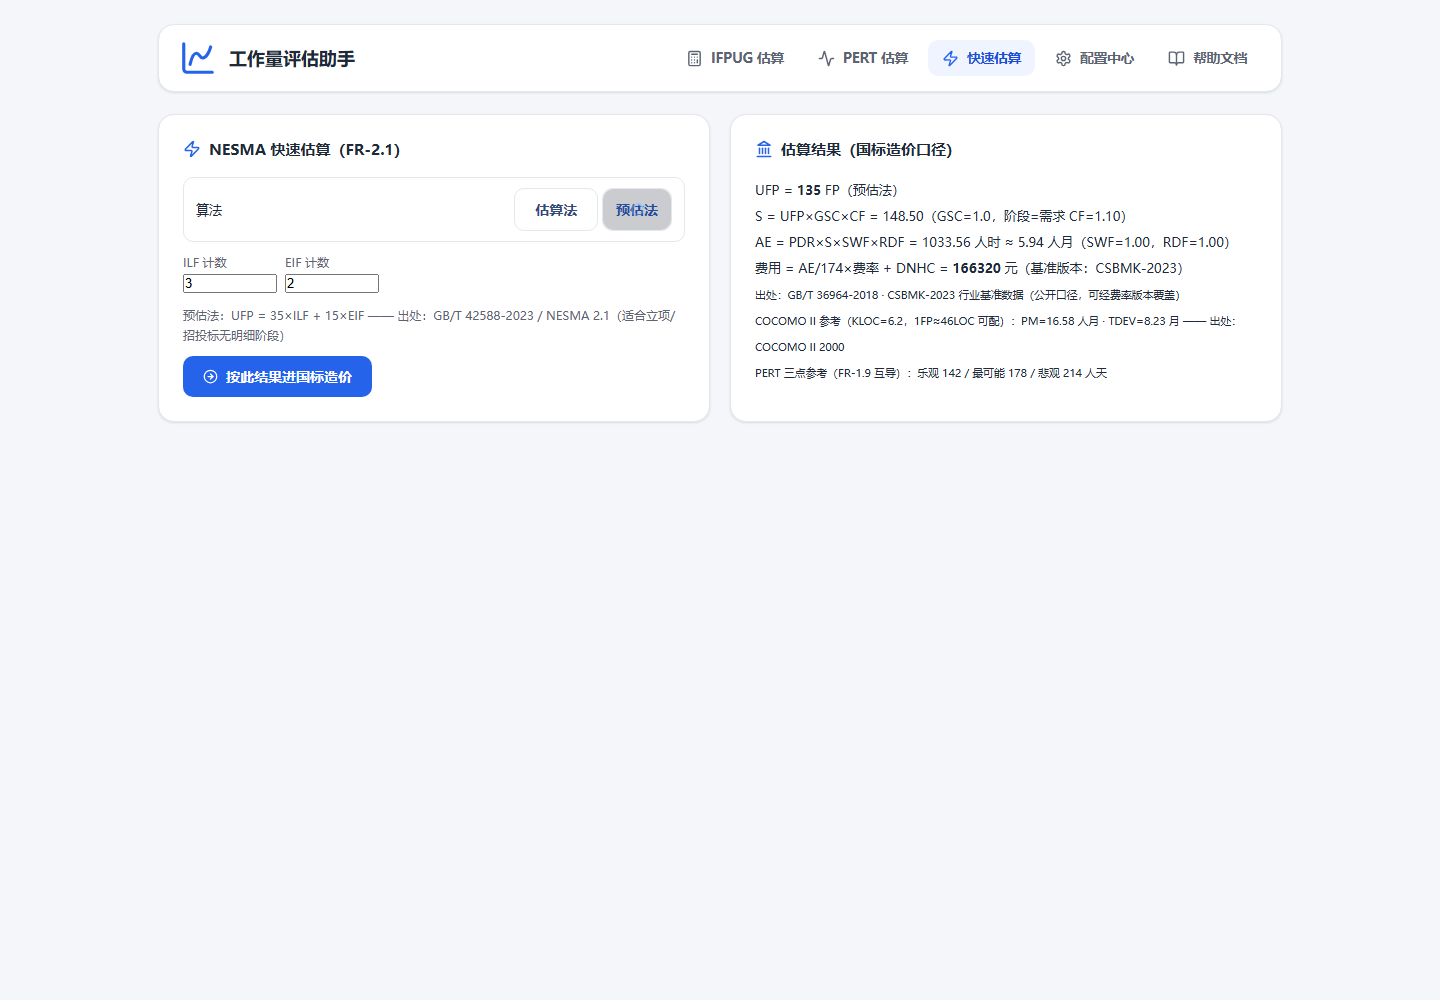 工作量评估助手
IFPUG 估算
PERT 估算
快速估算
配置中心
帮助文档
NESMA 快速估算（FR-2.1）
算法
估算法
预估法
ILF 计数
EIF 计数
3
2
预估法：UFP = 35×ILF + 15×EIF —— 出处：GB/T 42588-2023 / NESMA 2.1（适合立项/
招投标无明细阶段）
按此结果进国标造价
估算结果（国标造价口径）
UFP = 135 FP（预估法）
S = UFP×GSC×CF = 148.50（GSC=1.0，阶段=需求 CF=1.10）
AE = PDR×S×SWF×RDF = 1033.56 人时 ≈ 5.94 人月（SWF=1.00，RDF=1.00）
费用 = AE/174×费率 + DNHC = 166320 元（基准版本：CSBMK-2023）
出处：GB/T 36964-2018 · CSBMK-2023 行业基准数据（公开口径，可经费率版本覆盖）
COCOMO II 参考（KLOC=6.2，1FP≈46LOC 可配）：PM=16.58 人月 · TDEV=8.23 月 —— 出处：
COCOMO II 2000
PERT 三点参考（FR-1.9 互导）：乐观 142 / 最可能 178 / 悲观 214 人天